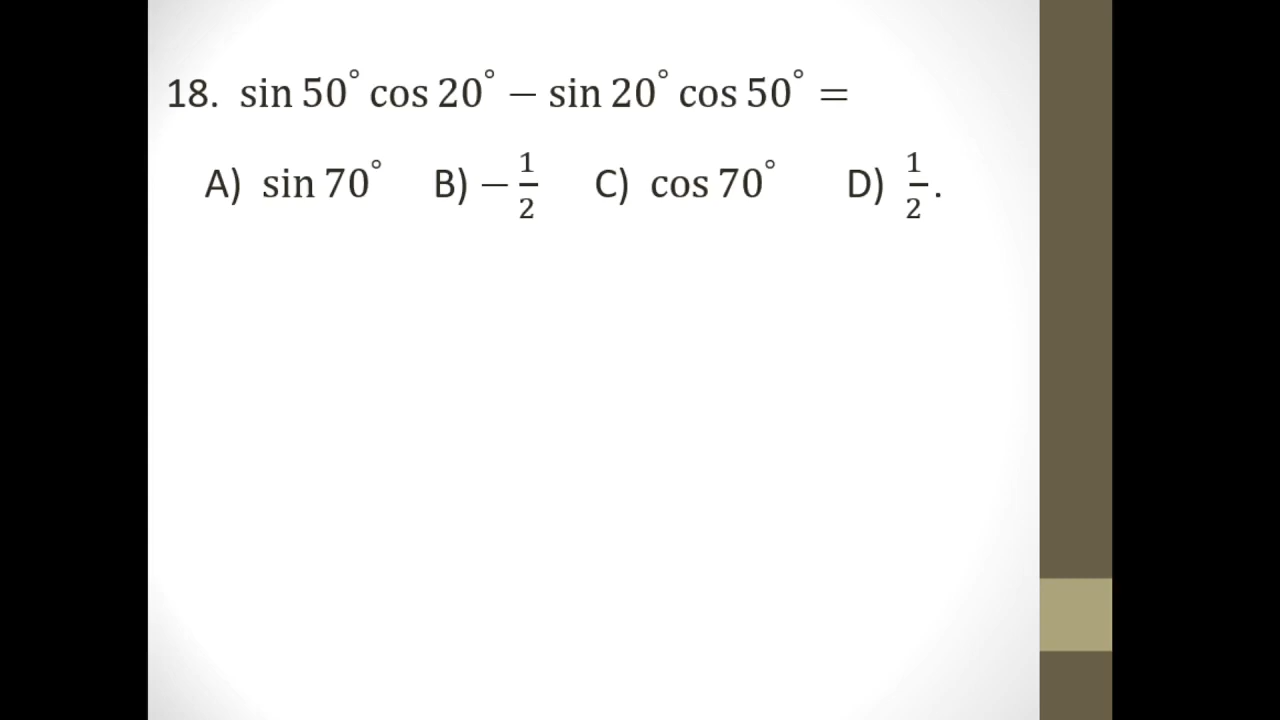 18. sin 50° cos 20° − sin 20° cos 50° =
A) sin 70° B) − 1/2 C) cos 70° D) 1/2.